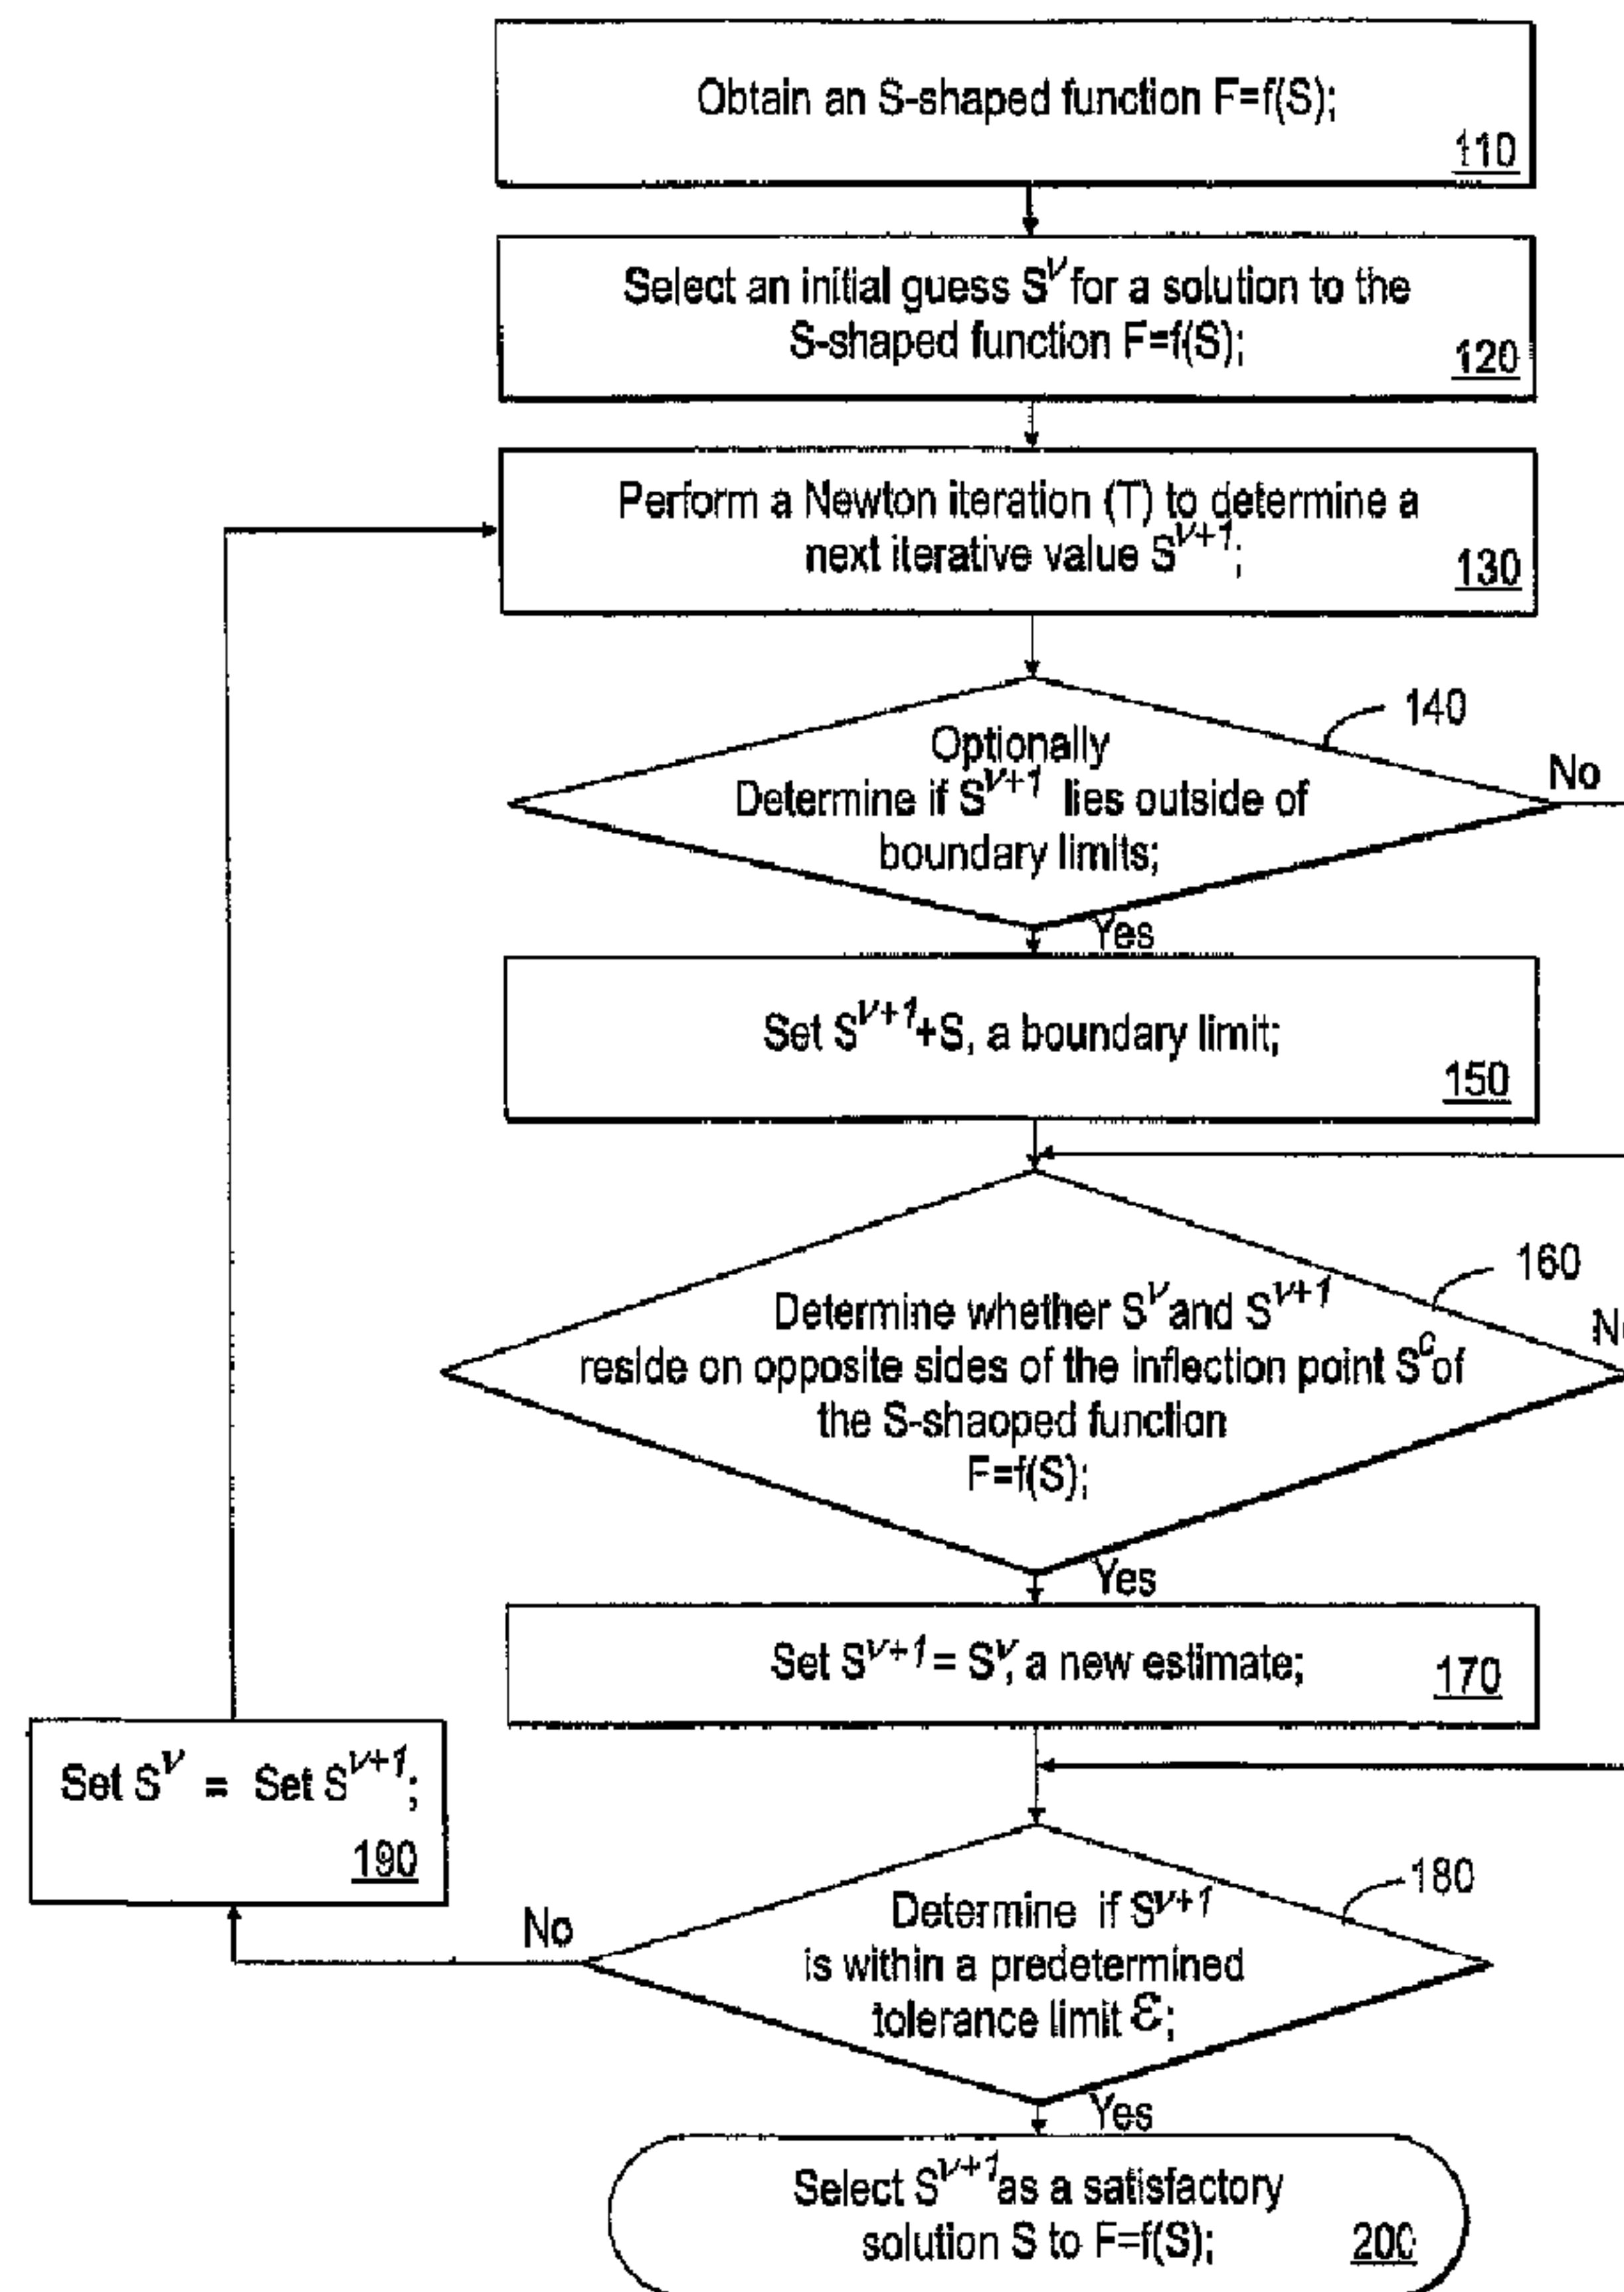 Obtain an S-shaped function F=f(S);
110
Select an initial guess S^ν for a solution to the
S-shaped function F=f(S);
120
Perform a Newton iteration (T) to determine a
next iterative value S^ν+1;
130
140
Optionally
Determine if S^ν+1 lies outside of
boundary limits;
No
Yes
Set S^ν+1+S, a boundary limit;
150
160
Determine whether S^ν and S^ν+1
reside on opposite sides of the inflection point S^c of
the S-shaoped function
F=f(S);
Yes
Set S^ν+1 = S^ν, a new estimate;
170
Set S^ν = Set S^ν+1;
190
180
Determine if S^ν+1
is within a predetermined
tolerance limit ε;
No
Yes
Select S^ν+1 as a satisfactory
solution S to F=f(S);
200